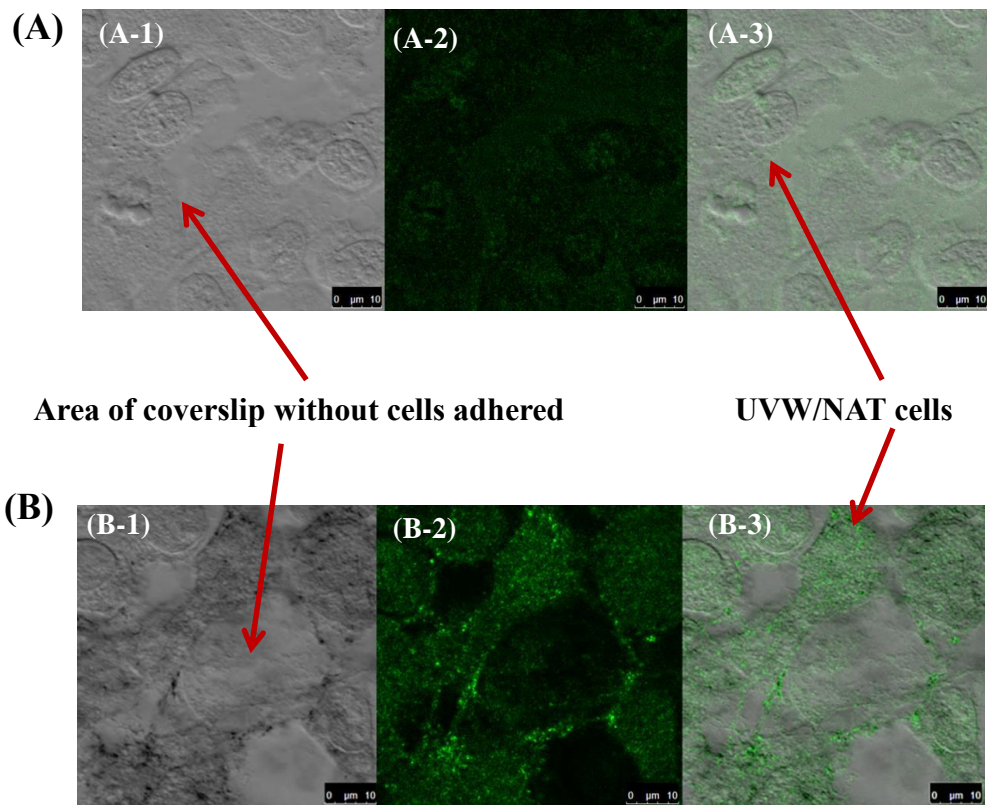 (A)
(A-1)
(A-2)
(A-3)
0 µm 10
0 µm 10
0 µm 10
Area of coverslip without cells adhered
UVW/NAT cells
(B)
(B-1)
(B-2)
(B-3)
0 µm 10
0 µm 10
0 µm 10